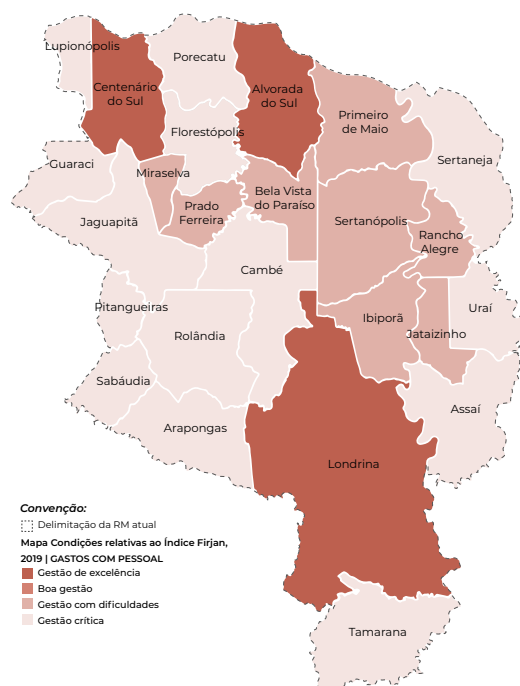 Lupionópolis
Porecatu
Centenário
do Sul
Alvorada
do Sul
Primeiro
de Maio
Florestópolis
Sertaneja
Guaraci
Miraselva
Bela Vista
do Paraíso
Prado
Ferreira
Jaguapitã
Sertanópolis
Rancho
Alegre
Cambé
Pitangueiras
Uraí
Ibiporã
Rolândia
Jataizinho
Sabáudia
Assaí
Arapongas
Londrina
Convenção:
Delimitação da RM atual
Mapa Condições relativas ao Índice Firjan,
2019 | GASTOS COM PESSOAL
Gestão de excelência
Boa gestão
Gestão com dificuldades
Gestão crítica
Tamarana